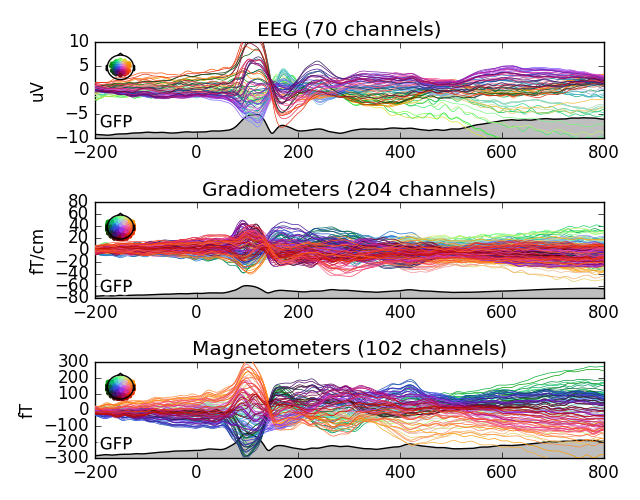 EEG (70 channels)
10
5
0
−5
−10
uV
GFP
−200 0 200 400 600 800
Gradiometers (204 channels)
80
60
40
20
0
−20
−40
−60
−80
fT/cm
GFP
−200 0 200 400 600 800
Magnetometers (102 channels)
300
200
100
0
−100
−200
−300
fT
GFP
−200 0 200 400 600 800